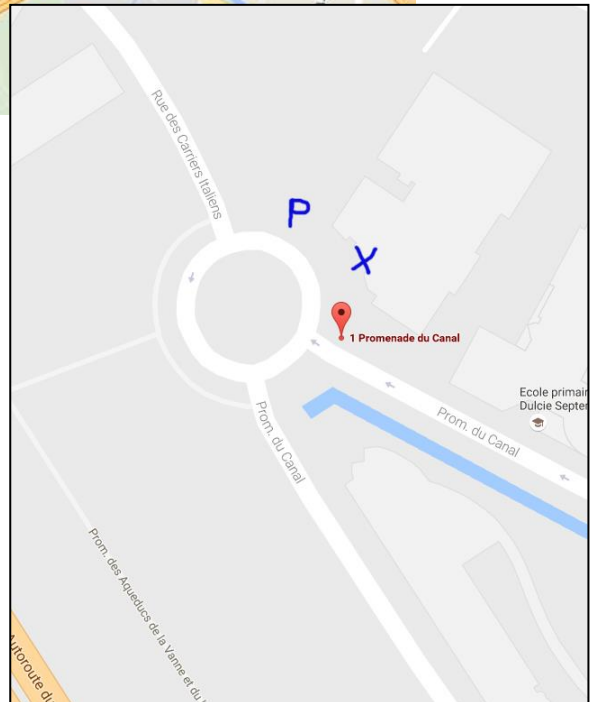 Rue des Carriers Italiens
P
X
1 Promenade du Canal
Ecole primair
Dulcie Septer
Prom. du Canal
Prom. du Canal
Prom. des Aqueducs de la Vanne et du
Autoroute du